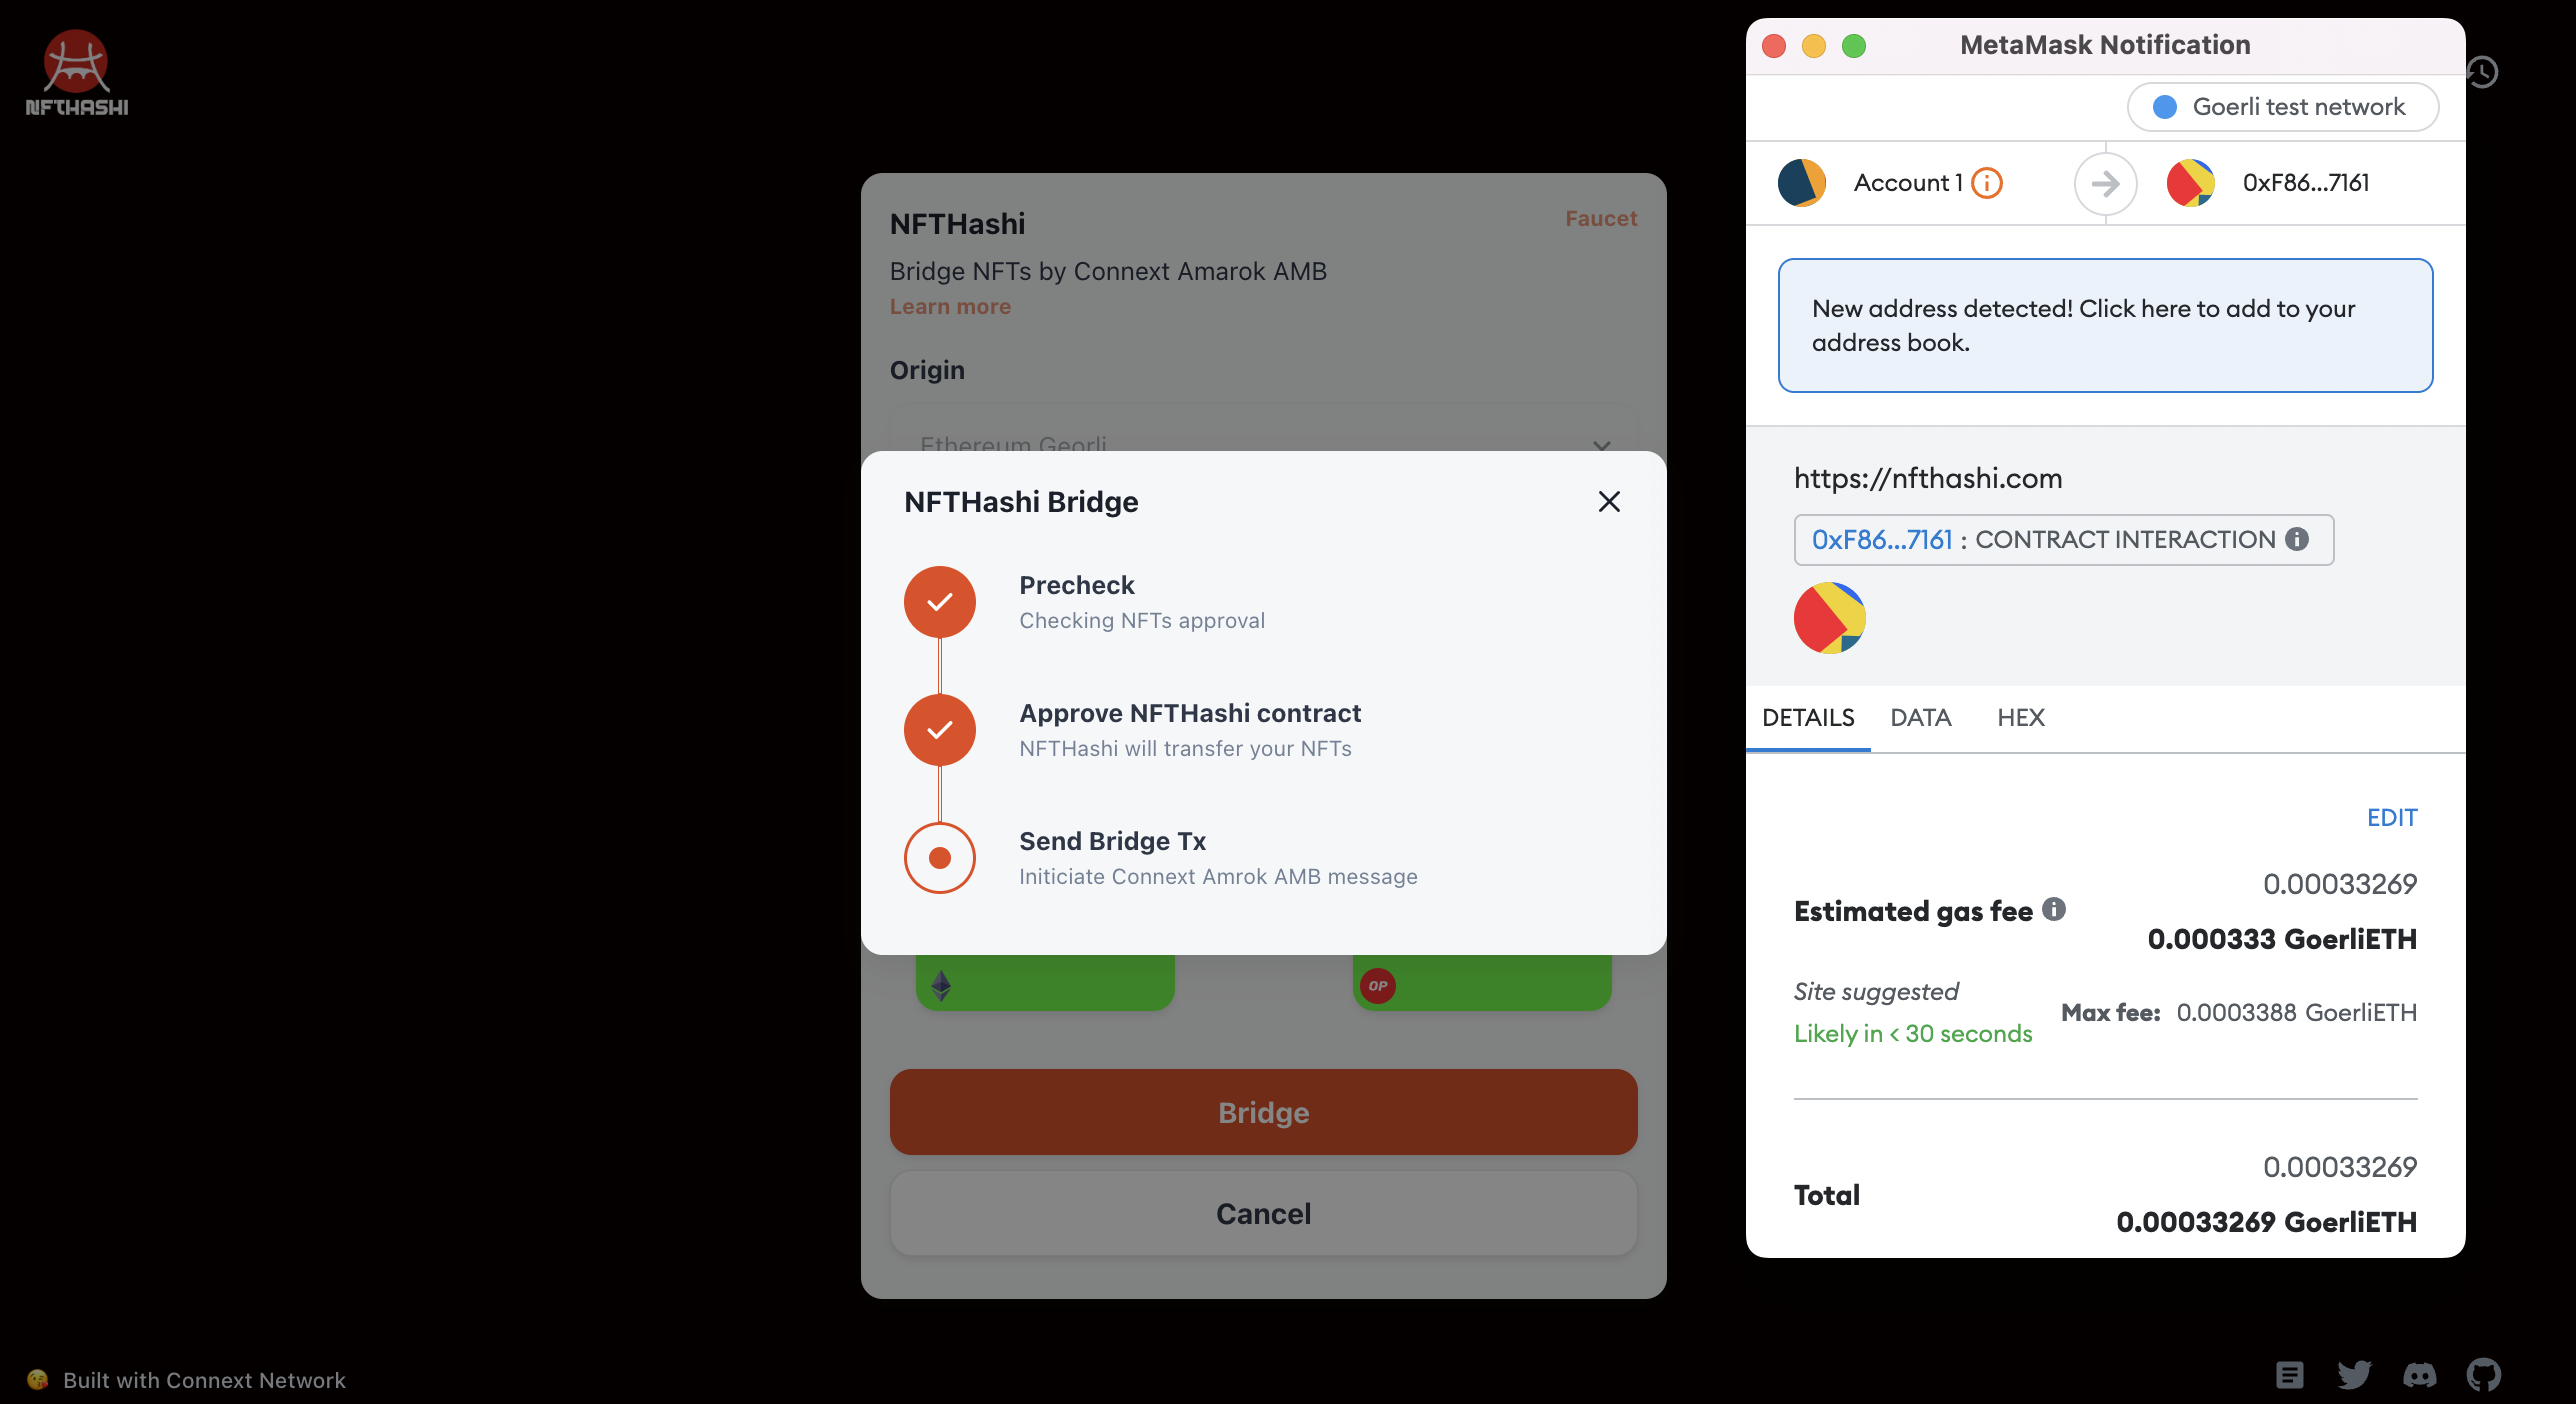 NFTHASHI
NFTHashi
Faucet
Bridge NFTs by Connext Amarok AMB
Learn more
Origin
Ethereum Georli
NFTHashi Bridge
Precheck
Checking NFTs approval
Approve NFTHashi contract
NFTHashi will transfer your NFTs
Send Bridge Tx
Initiciate Connext Amrok AMB message
OP
Bridge
Cancel
Built with Connext Network
MetaMask Notification
Goerli test network
Account 1
0xF86...7161
New address detected! Click here to add to your
address book.
https://nfthashi.com
0xF86...7161 : CONTRACT INTERACTION
DETAILS DATA HEX
EDIT
0.00033269
Estimated gas fee
0.000333 GoerliETH
Site suggested
Likely in < 30 seconds
Max fee: 0.0003388 GoerliETH
0.00033269
Total
0.00033269 GoerliETH